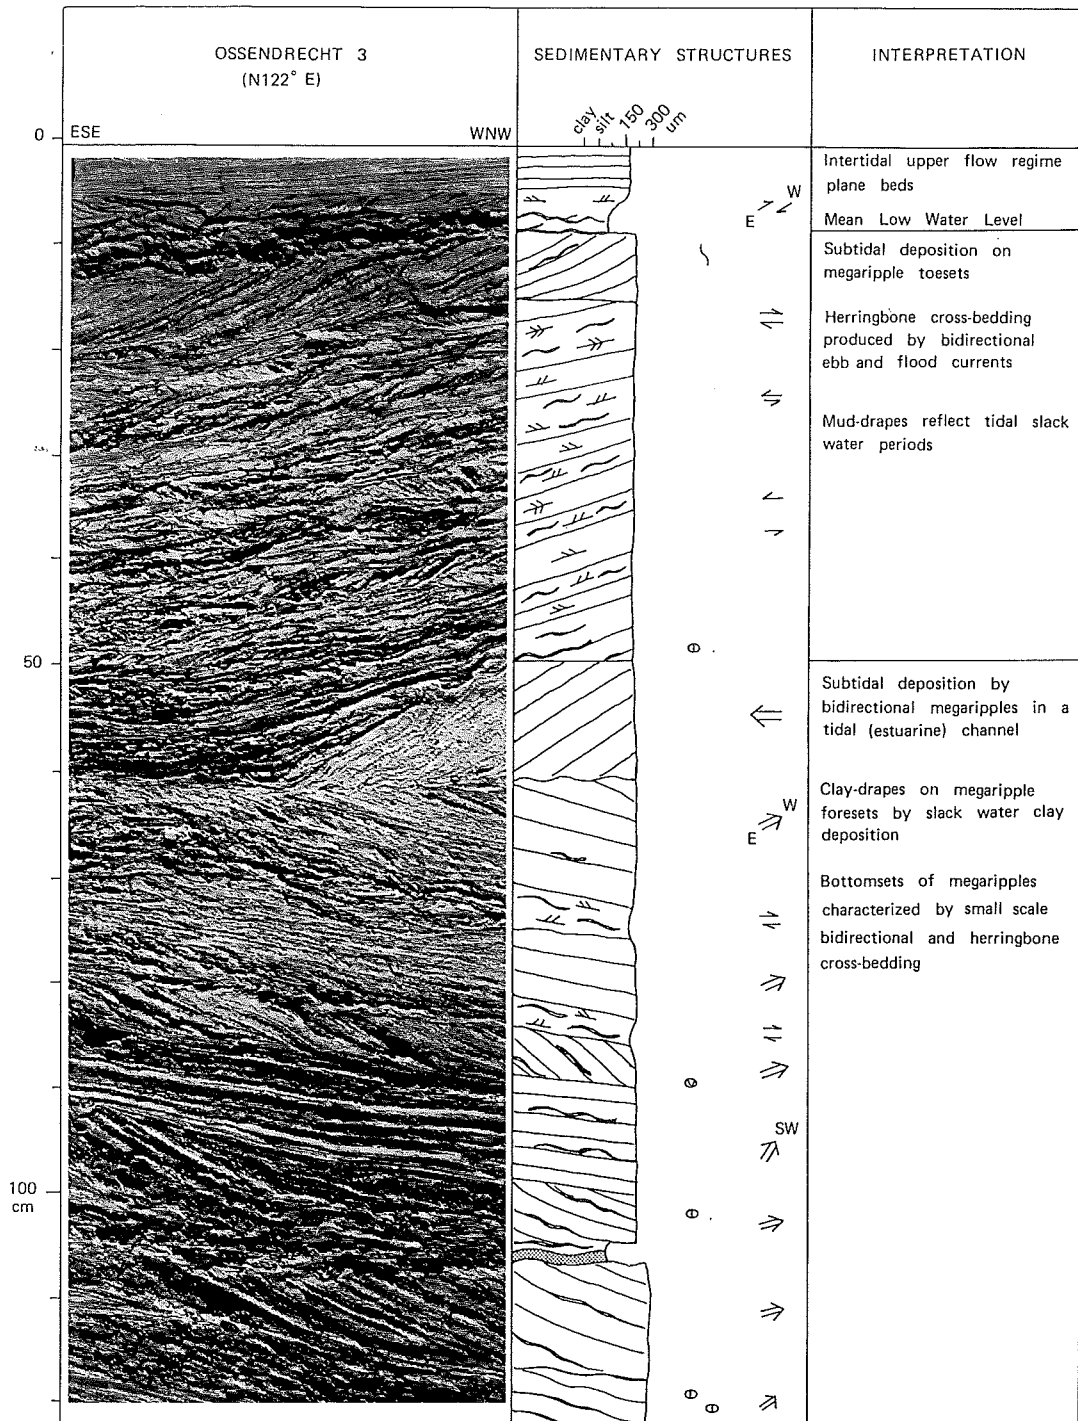 OSSENDRECHT 3
(N122° E)
SEDIMENTARY STRUCTURES
INTERPRETATION
clay
silt
150
300
um
0
ESE
WNW
Intertidal upper flow regime
plane beds
W
E
Mean Low Water Level
Subtidal deposition on
megaripple toesets
Herringbone cross-bedding
produced by bidirectional
ebb and flood currents
Mud-drapes reflect tidal slack
water periods
50
Subtidal deposition by
bidirectional megaripples in a
tidal (estuarine) channel
Clay-drapes on megaripple
foresets by slack water clay
deposition
W
E
Bottomsets of megaripples
characterized by small scale
bidirectional and herringbone
cross-bedding
SW
100
cm